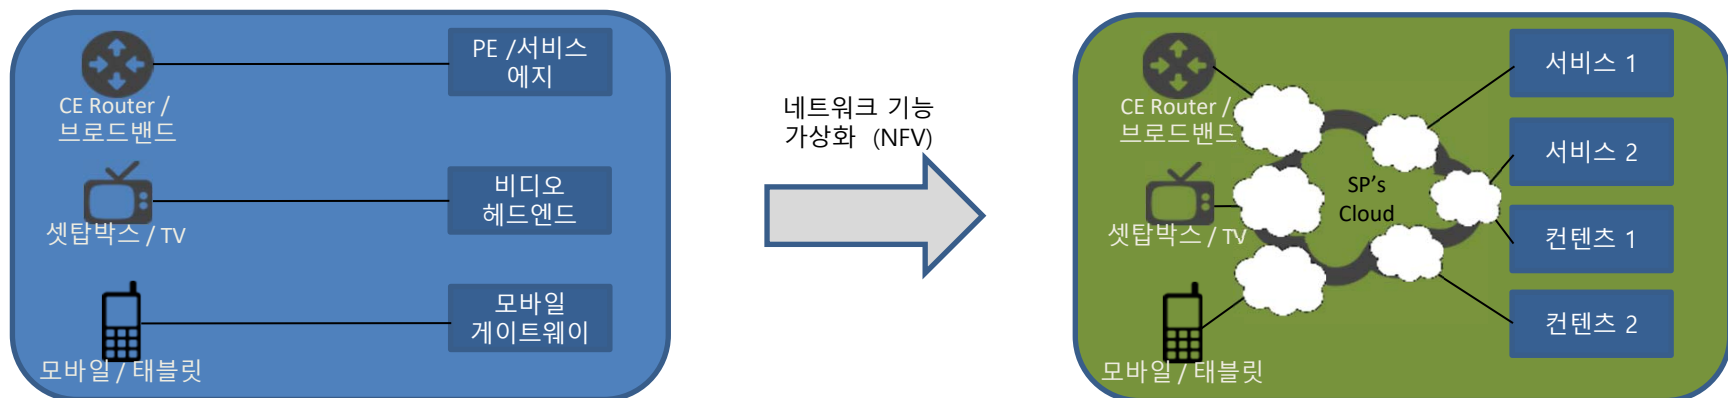 PE /서비스
에지
CE Router /
브로드밴드
비디오
헤드엔드
셋탑박스 / TV
모바일
게이트웨이
모바일 / 태블릿
네트워크 기능
가상화 (NFV)
서비스 1
CE Router /
브로드밴드
서비스 2
SP's
Cloud
셋탑박스 / TV
컨텐츠 1
컨텐츠 2
모바일 / 태블릿